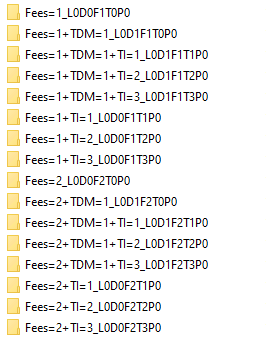 Fees=1_L0D0F1T0P0
Fees=1+TDM=1_L0D1F1T0P0
Fees=1+TDM=1+TI=1_L0D1F1T1P0
Fees=1+TDM=1+TI=2_L0D1F1T2P0
Fees=1+TDM=1+TI=3_L0D1F1T3P0
Fees=1+TI=1_L0D0F1T1P0
Fees=1+TI=2_L0D0F1T2P0
Fees=1+TI=3_L0D0F1T3P0
Fees=2_L0D0F2T0P0
Fees=2+TDM=1_L0D1F2T0P0
Fees=2+TDM=1+TI=1_L0D1F2T1P0
Fees=2+TDM=1+TI=2_L0D1F2T2P0
Fees=2+TDM=1+TI=3_L0D1F2T3P0
Fees=2+TI=1_L0D0F2T1P0
Fees=2+TI=2_L0D0F2T2P0
Fees=2+TI=3_L0D0F2T3P0